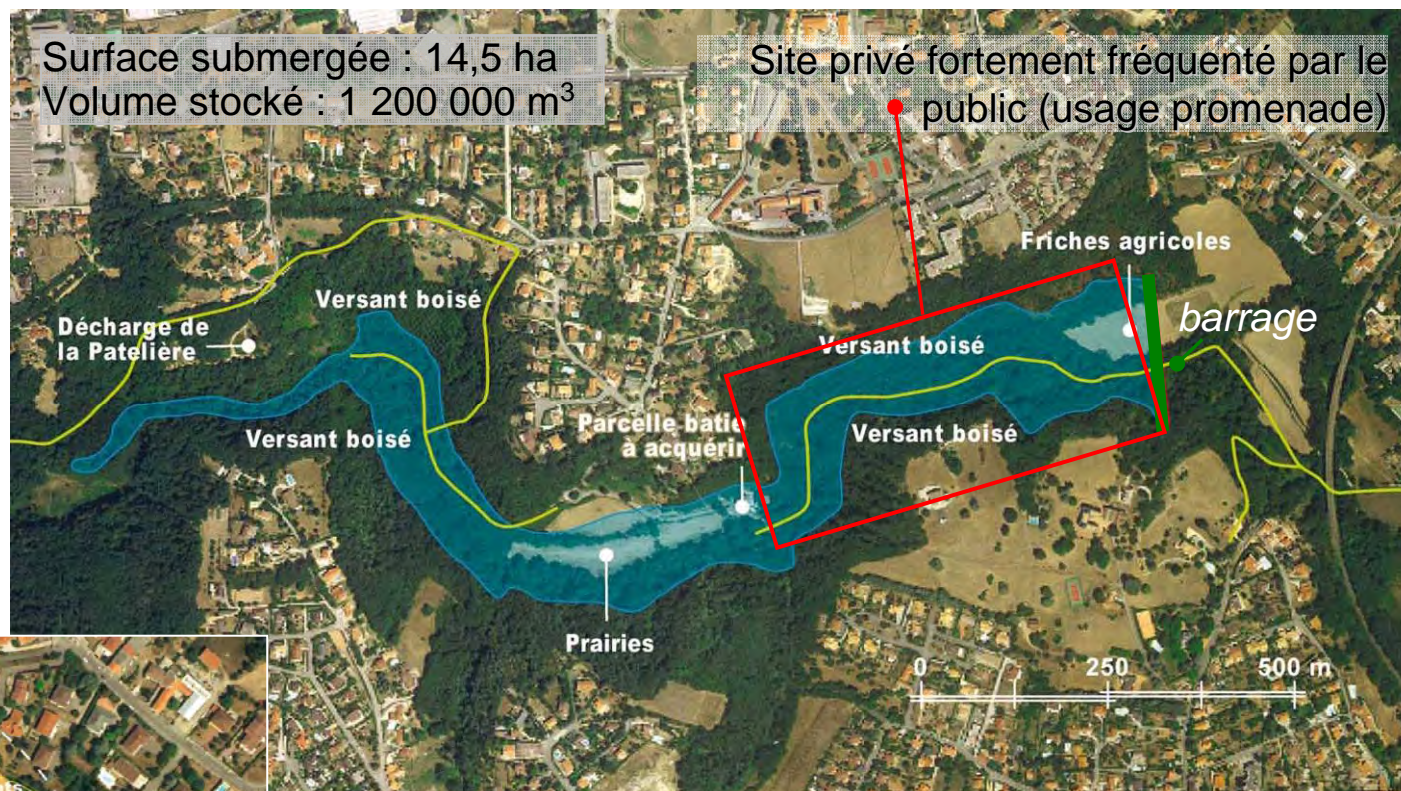 Surface submergée : 14,5 ha
Volume stocké : 1 200 000 m³
Site privé fortement fréquenté par le
public (usage promenade)
Friches agricoles
Versant boisé
barrage
Décharge de
la Patelière
Versant boisé
Versant boisé
Parcelle batie
à acquérir
Versant boisé
Prairies
0 250 500 m